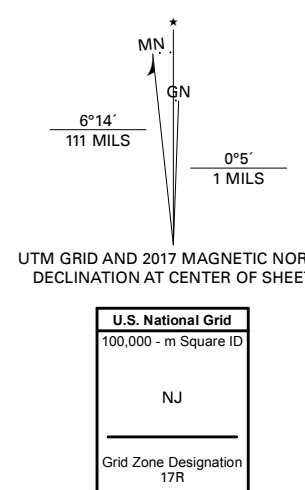 ★
MN
GN
6°14´
111 MILS
0°5´
1 MILS
UTM GRID AND 2017 MAGNETIC NOR
DECLINATION AT CENTER OF SHEET
U.S. National Grid
100,000 - m Square ID
NJ
Grid Zone Designation
17R